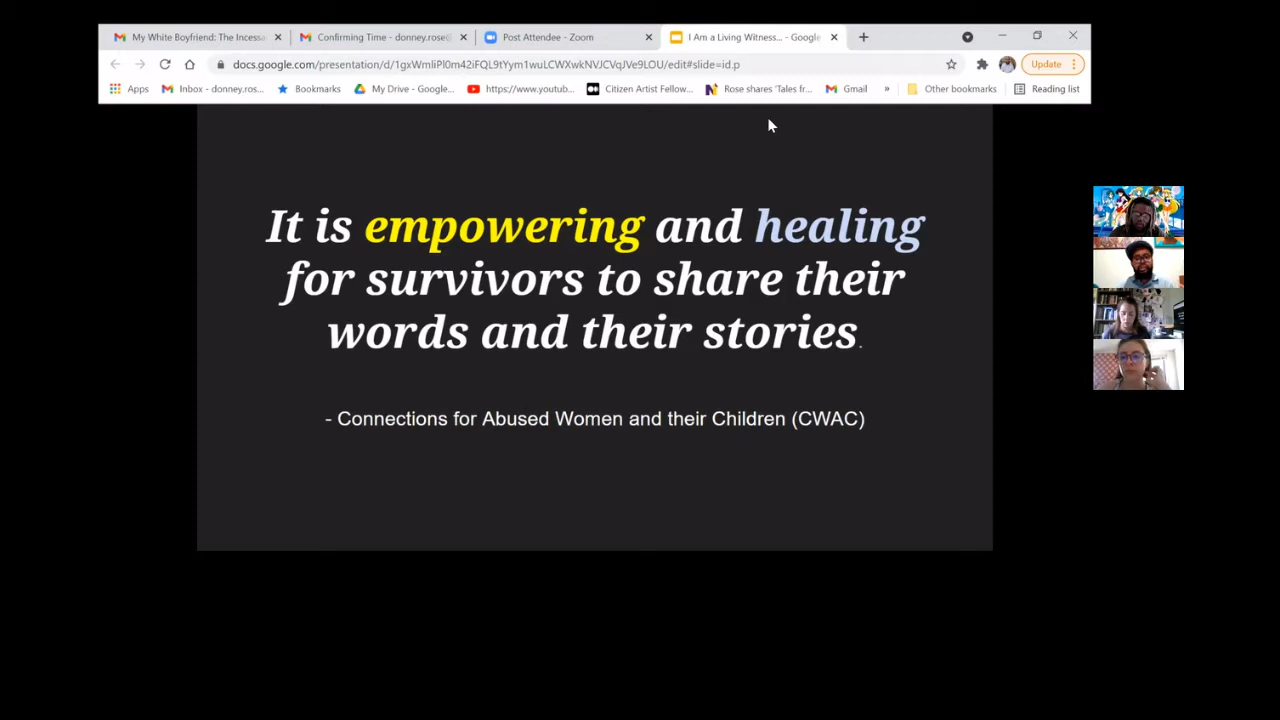 My White Boyfriend: The Incessa
Confirming Time - donney.rose@
Post Attendee - Zoom
I Am a Living Witness... - Google
docs.google.com/presentation/d/1gxWmliPl0m42iFQL9tYym1wuLCWXwkNVJCVqJVe9LOU/edit#slide=id.p
Update
Apps
Inbox - donney.ros...
Bookmarks
My Drive - Google...
https://www.youtub...
Citizen Artist Fellow...
Rose shares 'Tales fr...
Gmail
»
Other bookmarks
Reading list
It is empowering and healing
for survivors to share their
words and their stories.
- Connections for Abused Women and their Children (CWAC)